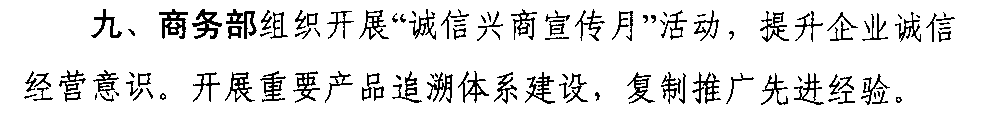 九、商务部组织开展“诚信兴商宣传月”活动，提升企业诚信
经营意识。开展重要产品追溯体系建设，复制推广先进经验。